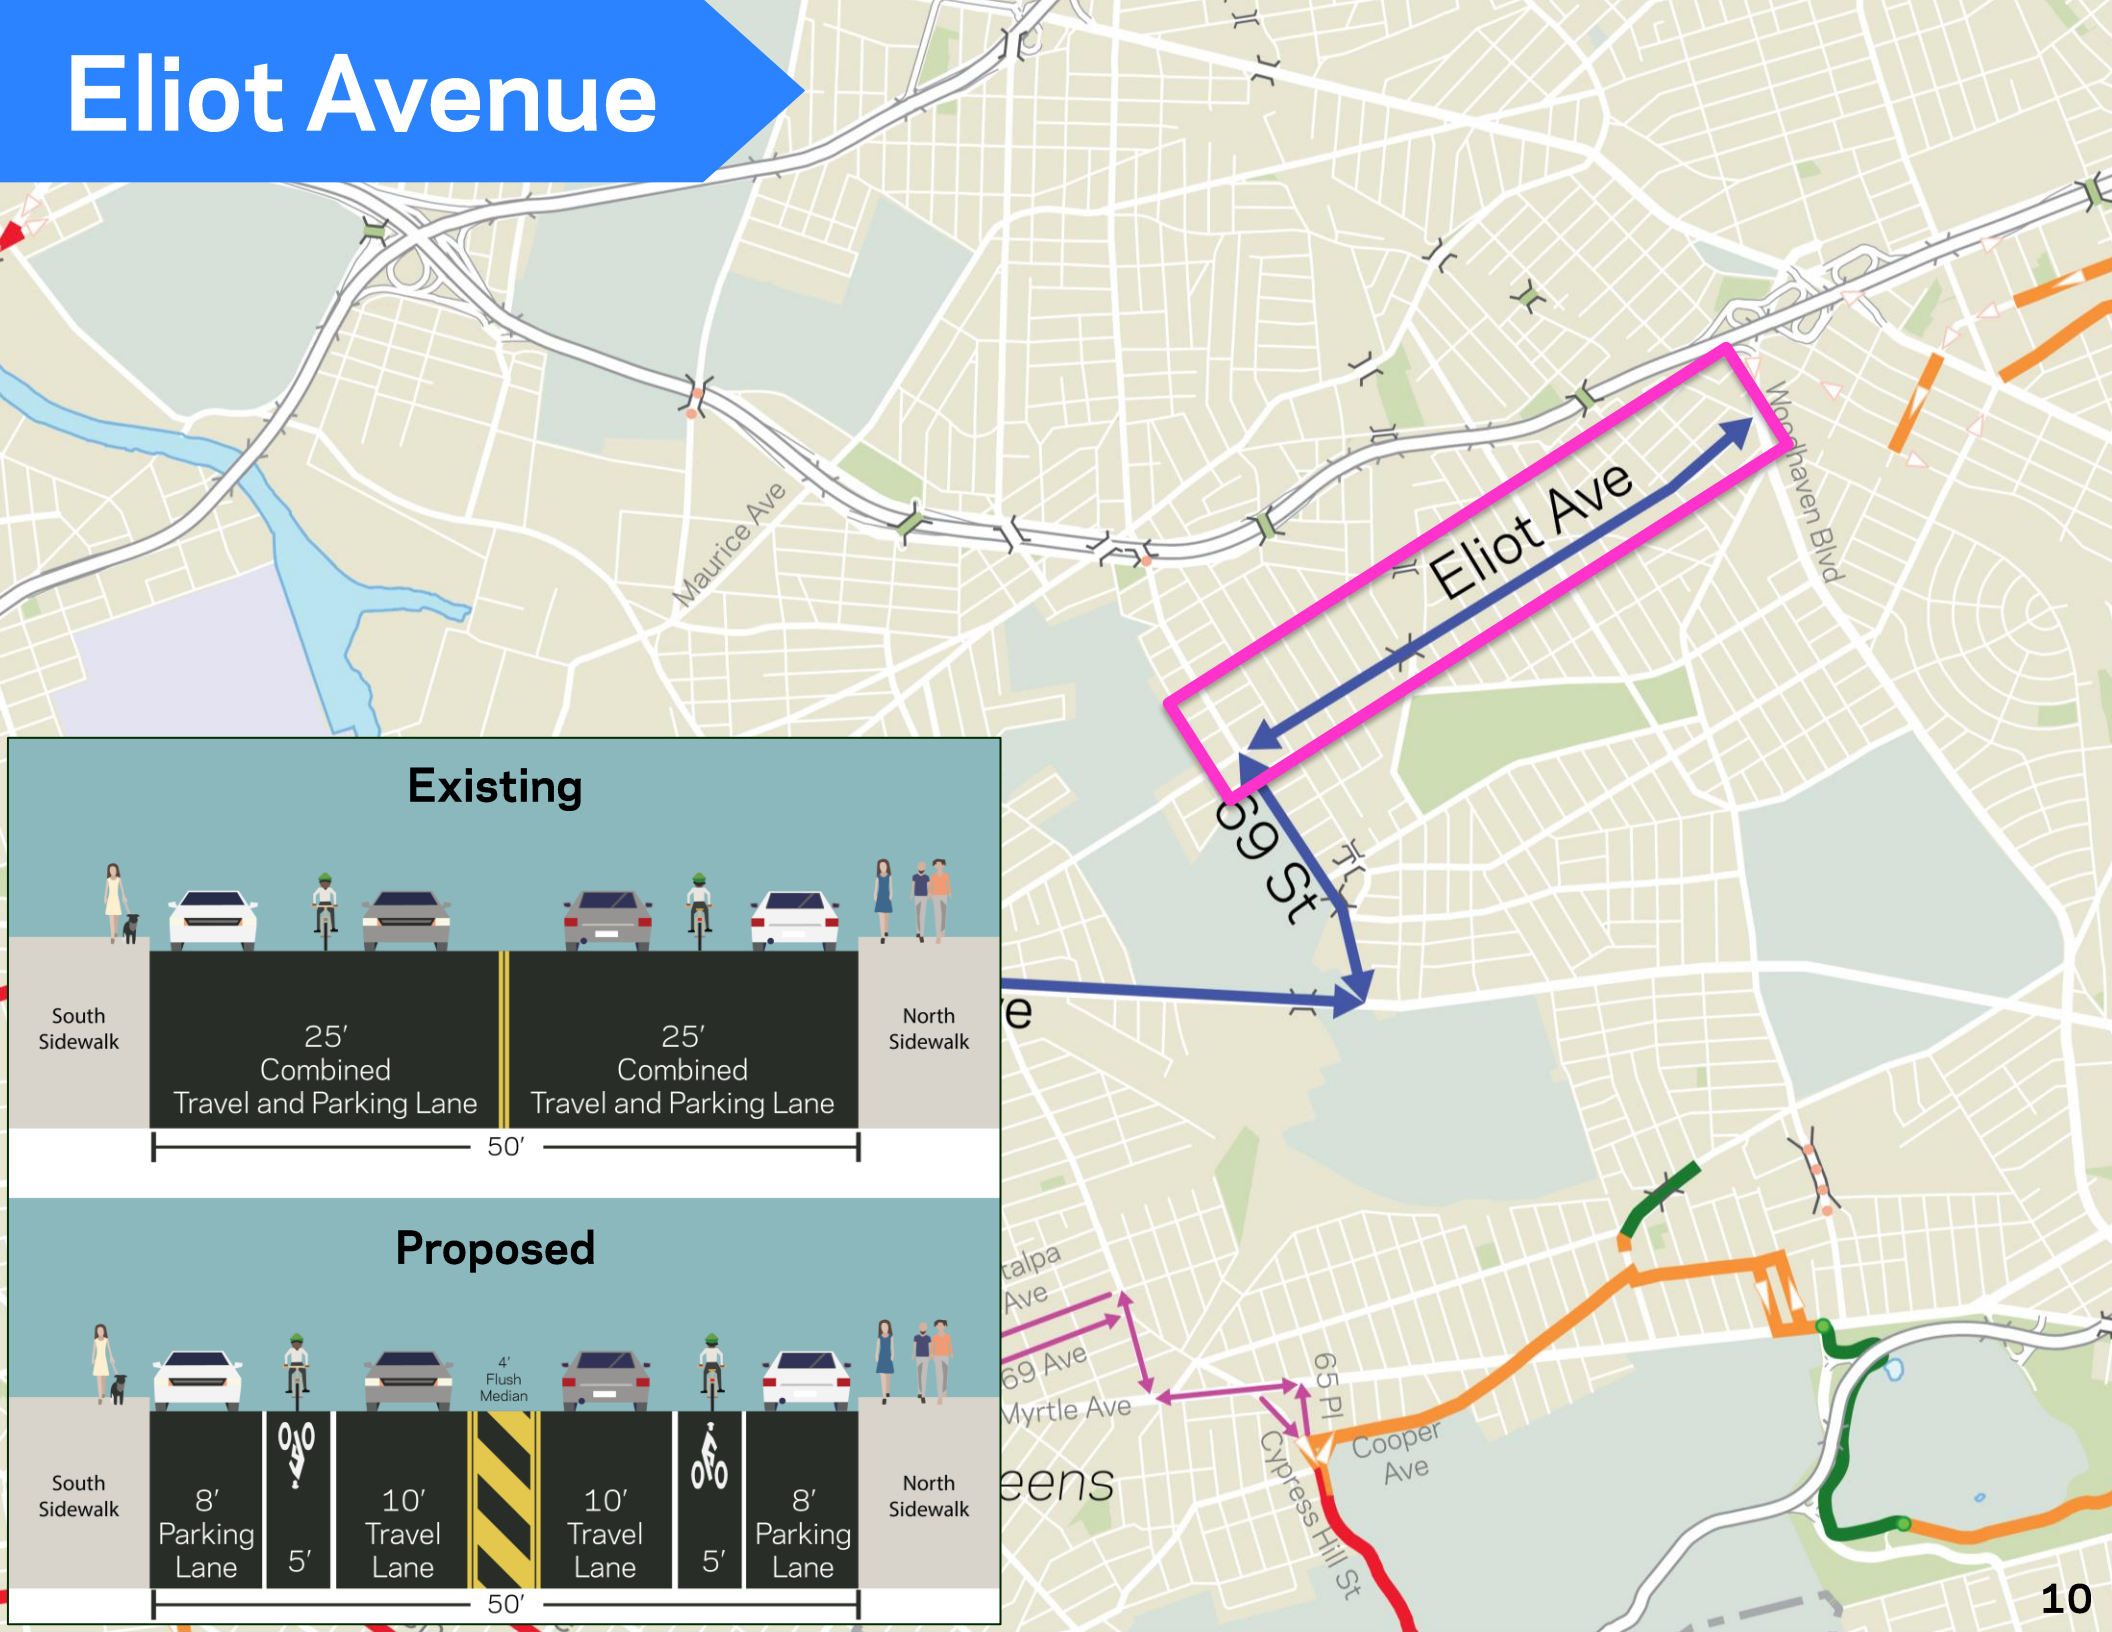 Eliot Avenue
Maurice Ave
Woodhaven Blvd
Eliot Ave
69 St
e
talpa
Ave
69 Ave
Myrtle Ave
65 Pl
Cooper
Ave
Cypress Hill St
eens
Existing
South
Sidewalk
25’
Combined
Travel and Parking Lane
25’
Combined
Travel and Parking Lane
North
Sidewalk
50’
Proposed
4’
Flush
Median
South
Sidewalk
8’
Parking
Lane
5’
10’
Travel
Lane
10’
Travel
Lane
5’
8’
Parking
Lane
North
Sidewalk
50’
10